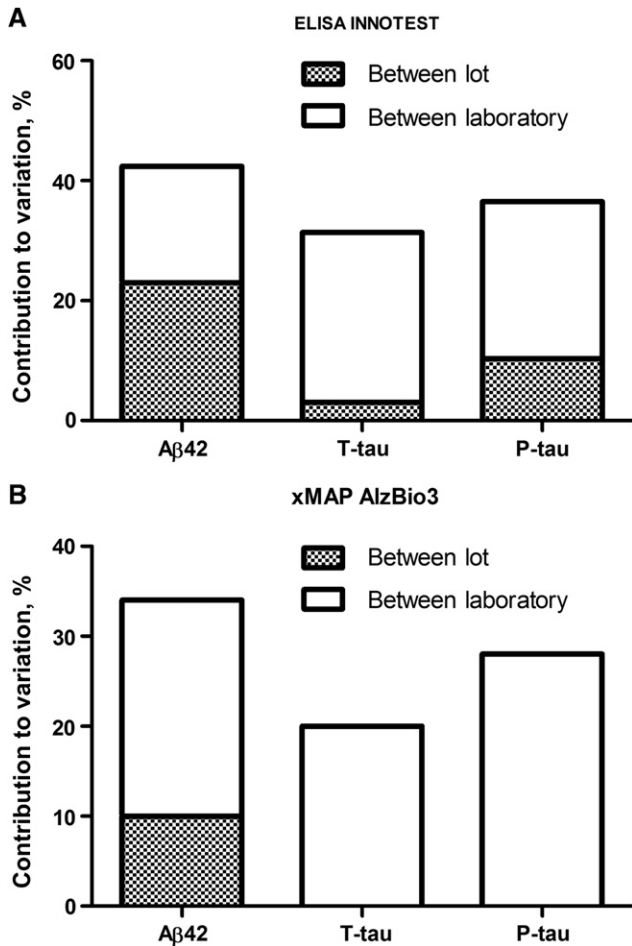 A
ELISA INNOTEST
60
40
20
0
Contribution to variation, %
Between lot
Between laboratory
Aβ42
T-tau
P-tau
B
xMAP AlzBio3
40
30
20
10
0
Contribution to variation, %
Between lot
Between laboratory
Aβ42
T-tau
P-tau